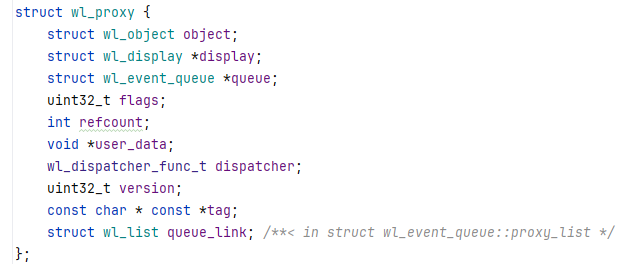 struct wl_proxy {
    struct wl_object object;
    struct wl_display *display;
    struct wl_event_queue *queue;
    uint32_t flags;
    int refcount;
    void *user_data;
    wl_dispatcher_func_t dispatcher;
    uint32_t version;
    const char * const *tag;
    struct wl_list queue_link; /**< in struct wl_event_queue::proxy_list */
};